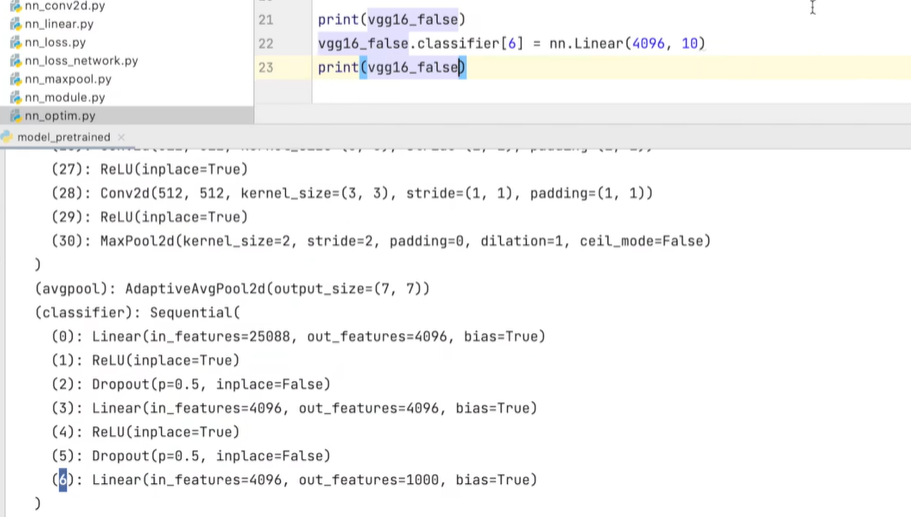 nn_conv2d.py
nn_linear.py
nn_loss.py
nn_loss_network.py
nn_maxpool.py
nn_module.py
nn_optim.py
21 print(vgg16_false)
22 vgg16_false.classifier[6] = nn.Linear(4096, 10)
23 print(vgg16_false)
model_pretrained
(27): ReLU(inplace=True)
(28): Conv2d(512, 512, kernel_size=(3, 3), stride=(1, 1), padding=(1, 1))
(29): ReLU(inplace=True)
(30): MaxPool2d(kernel_size=2, stride=2, padding=0, dilation=1, ceil_mode=False)
)
(avgpool): AdaptiveAvgPool2d(output_size=(7, 7))
(classifier): Sequential(
(0): Linear(in_features=25088, out_features=4096, bias=True)
(1): ReLU(inplace=True)
(2): Dropout(p=0.5, inplace=False)
(3): Linear(in_features=4096, out_features=4096, bias=True)
(4): ReLU(inplace=True)
(5): Dropout(p=0.5, inplace=False)
(6): Linear(in_features=4096, out_features=1000, bias=True)
)